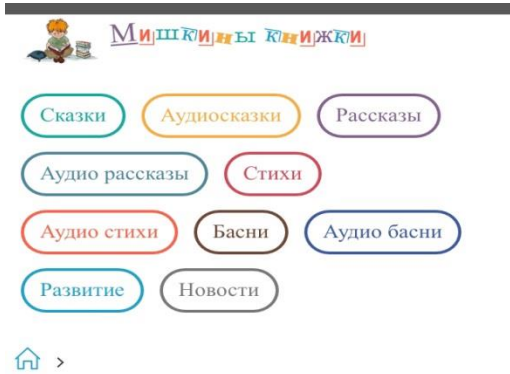 Мишкины книжки
Сказки Аудиосказки Рассказы
Аудио рассказы Стихи
Аудио стихи Басни Аудио басни
Развитие Новости
>